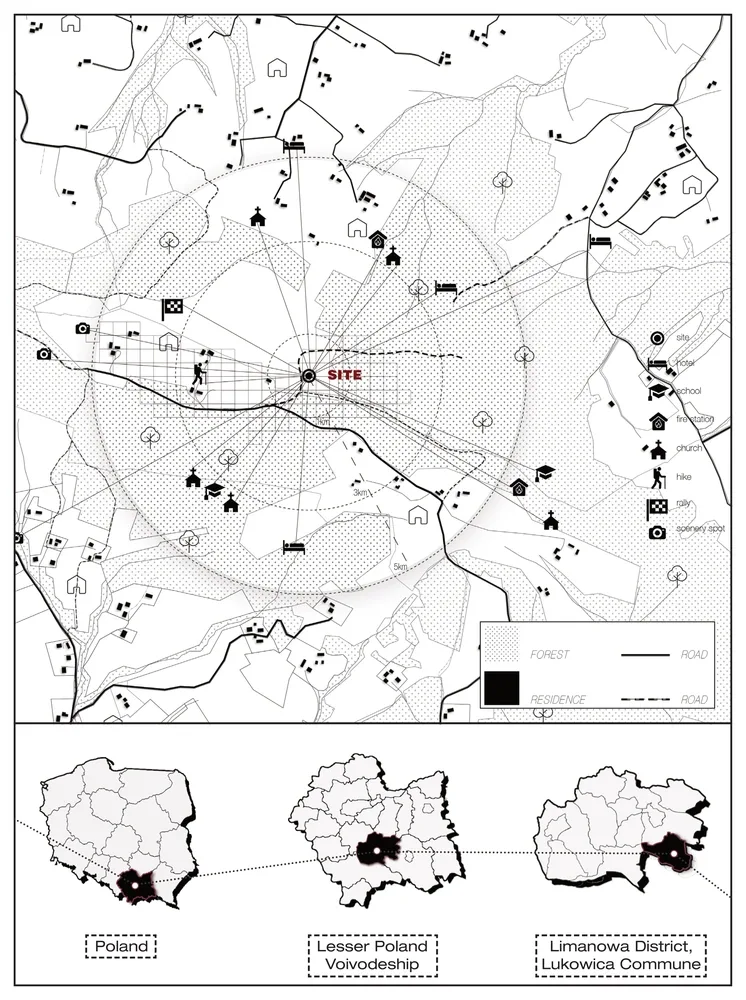 SITE
1km
3km
5km
site
hotel
school
fire station
church
hike
rally
scenery spot
FOREST
ROAD
RESIDENCE
ROAD
Poland
Lesser Poland
Voivodeship
Limanowa District,
Lukowica Commune